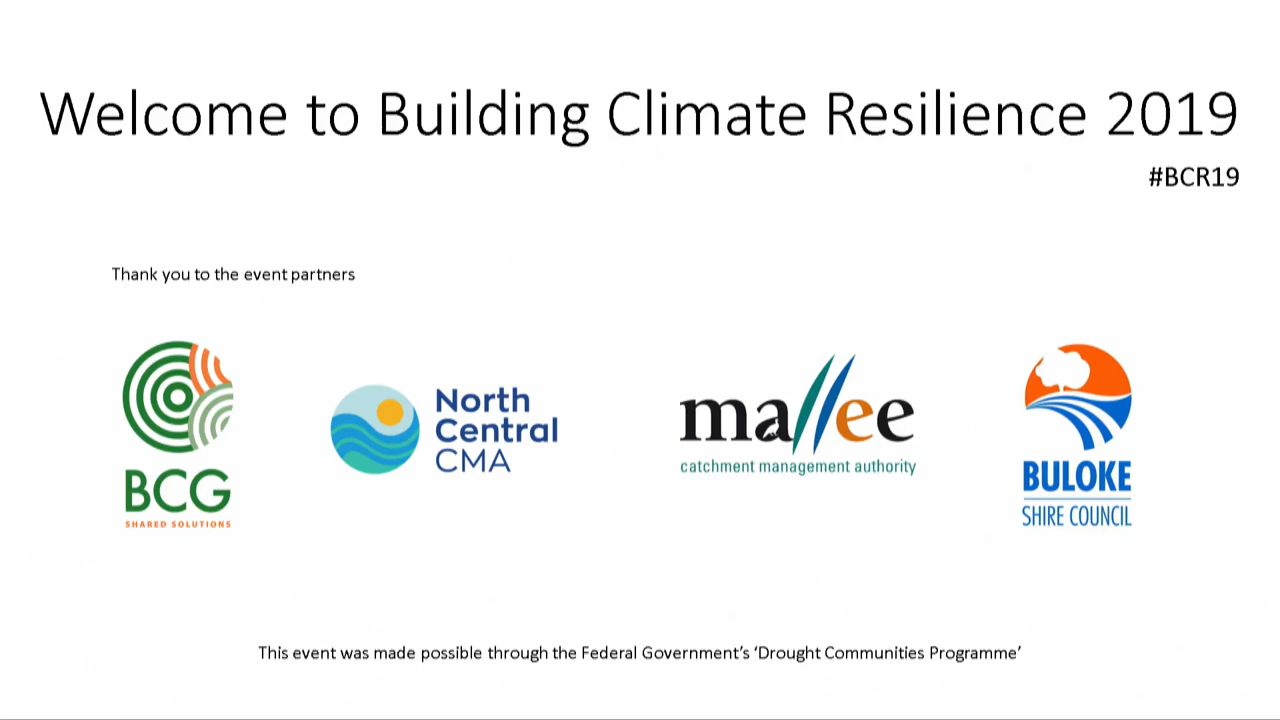 Welcome to Building Climate Resilience 2019
#BCR19
Thank you to the event partners
BCG
SHARED SOLUTIONS
North
Central
CMA
mallee
catchment management authority
BULOKE
SHIRE COUNCIL
This event was made possible through the Federal Government's 'Drought Communities Programme'